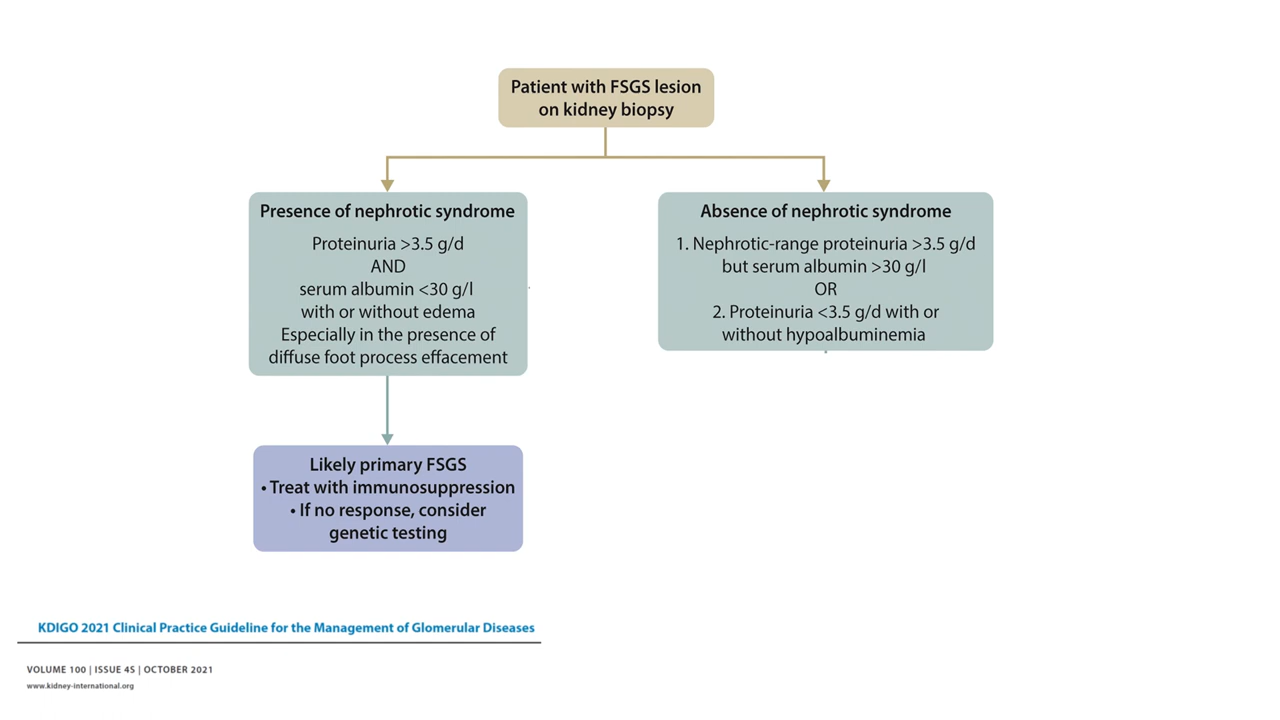 Patient with FSGS lesion
on kidney biopsy
Presence of nephrotic syndrome
Proteinuria >3.5 g/d
AND
serum albumin <30 g/l
with or without edema
Especially in the presence of
diffuse foot process effacement
Absence of nephrotic syndrome
1. Nephrotic-range proteinuria >3.5 g/d
but serum albumin >30 g/l
OR
2. Proteinuria <3.5 g/d with or
without hypoalbuminemia
Likely primary FSGS
• Treat with immunosuppression
• If no response, consider
genetic testing
KDIGO 2021 Clinical Practice Guideline for the Management of Glomerular Diseases
VOLUME 100 | ISSUE 4S | OCTOBER 2021
www.kidney-international.org